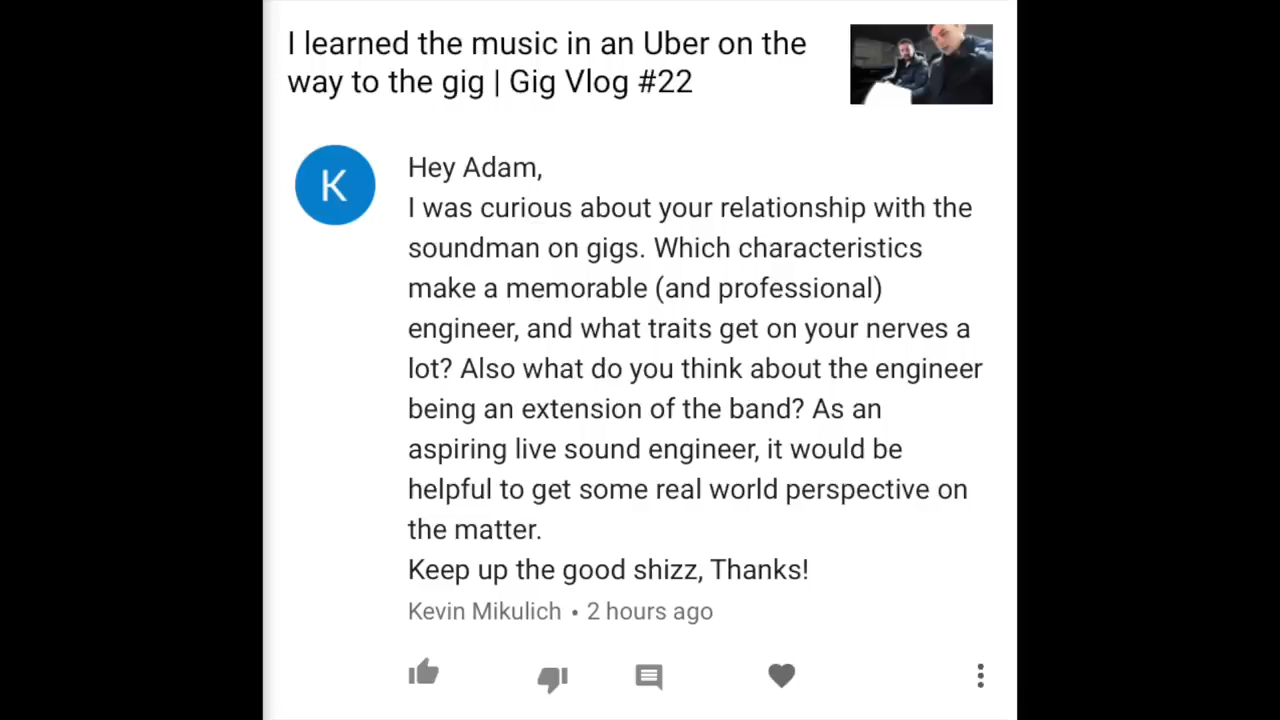 I learned the music in an Uber on the
way to the gig | Gig Vlog #22
K
Hey Adam,
I was curious about your relationship with the
soundman on gigs. Which characteristics
make a memorable (and professional)
engineer, and what traits get on your nerves a
lot? Also what do you think about the engineer
being an extension of the band? As an
aspiring live sound engineer, it would be
helpful to get some real world perspective on
the matter.
Keep up the good shizz, Thanks!
Kevin Mikulich • 2 hours ago